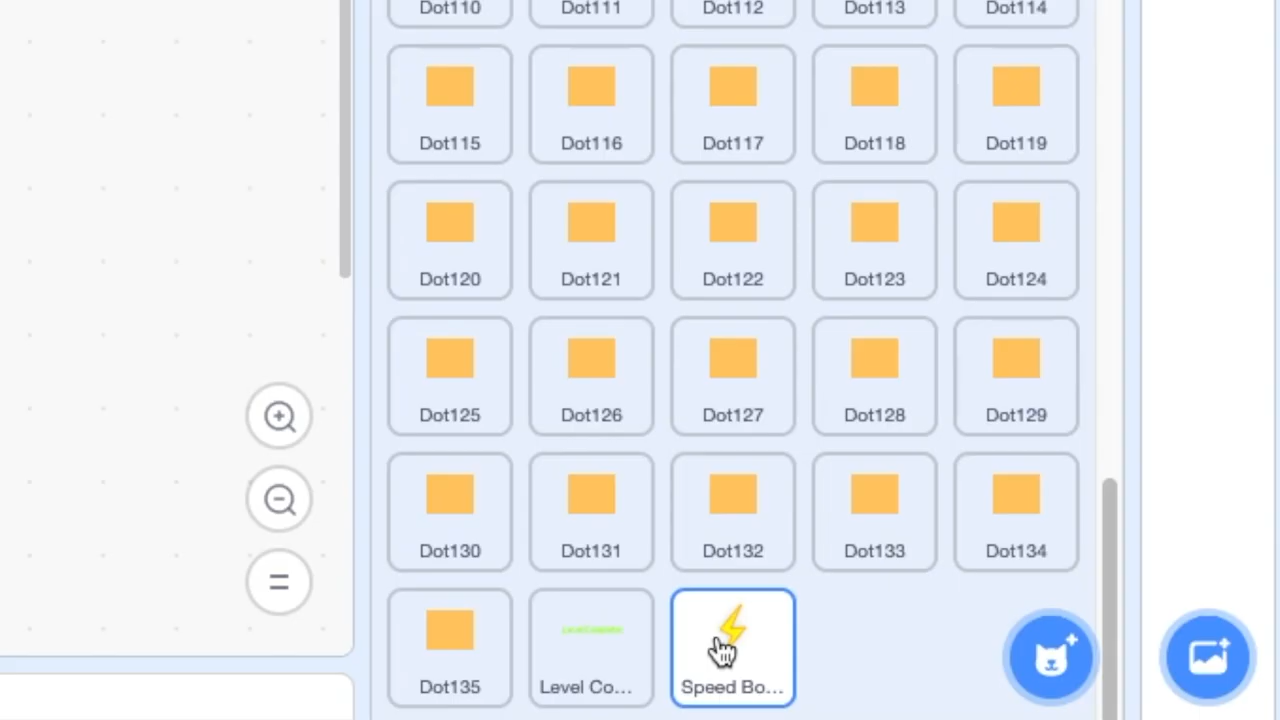 Dot110 Dot111 Dot112 Dot113 Dot114
Dot115 Dot116 Dot117 Dot118 Dot119
Dot120 Dot121 Dot122 Dot123 Dot124
Dot125 Dot126 Dot127 Dot128 Dot129
Dot130 Dot131 Dot132 Dot133 Dot134
Dot135 Level Co... Speed Bo...